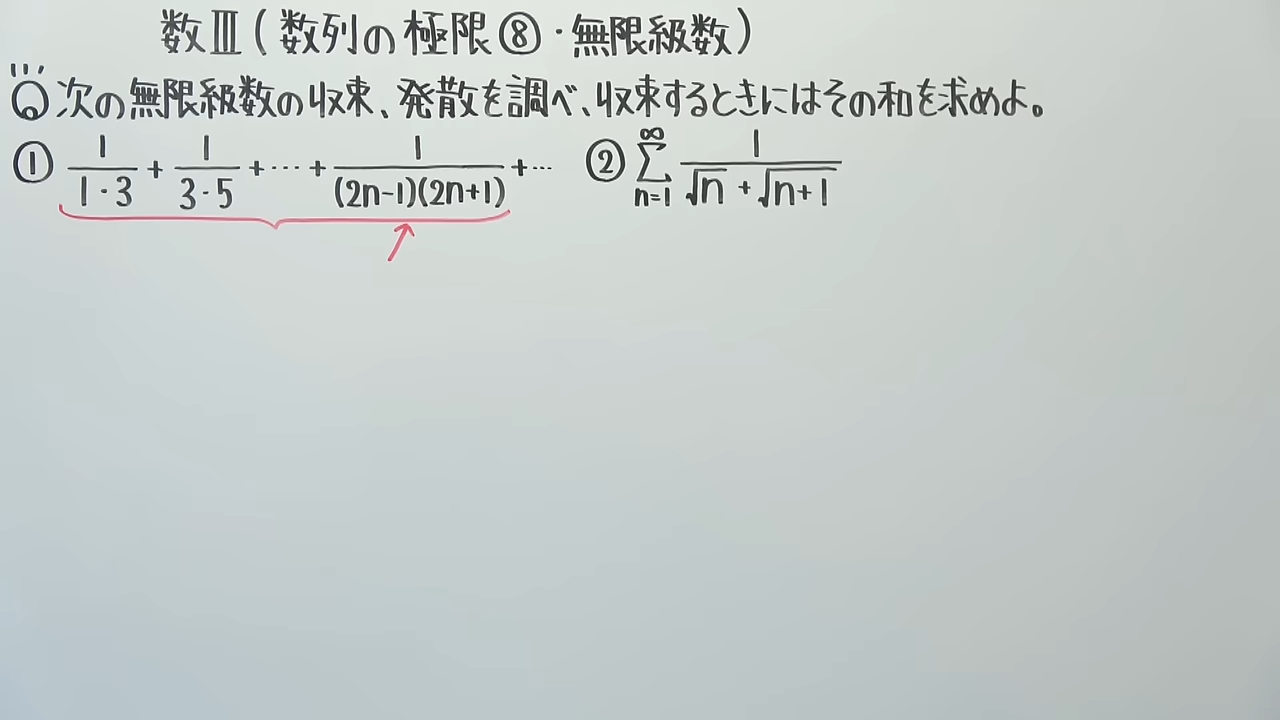 数Ⅲ(数列の極限⑧・無限級数)
Q 次の無限級数の収束、発散を調べ、収束するときにはその和を求めよ。
① 1/(1・3) + 1/(3・5) + … + 1/((2n-1)(2n+1)) + … ② ∞Σn=1 1/(√n + √n+1)